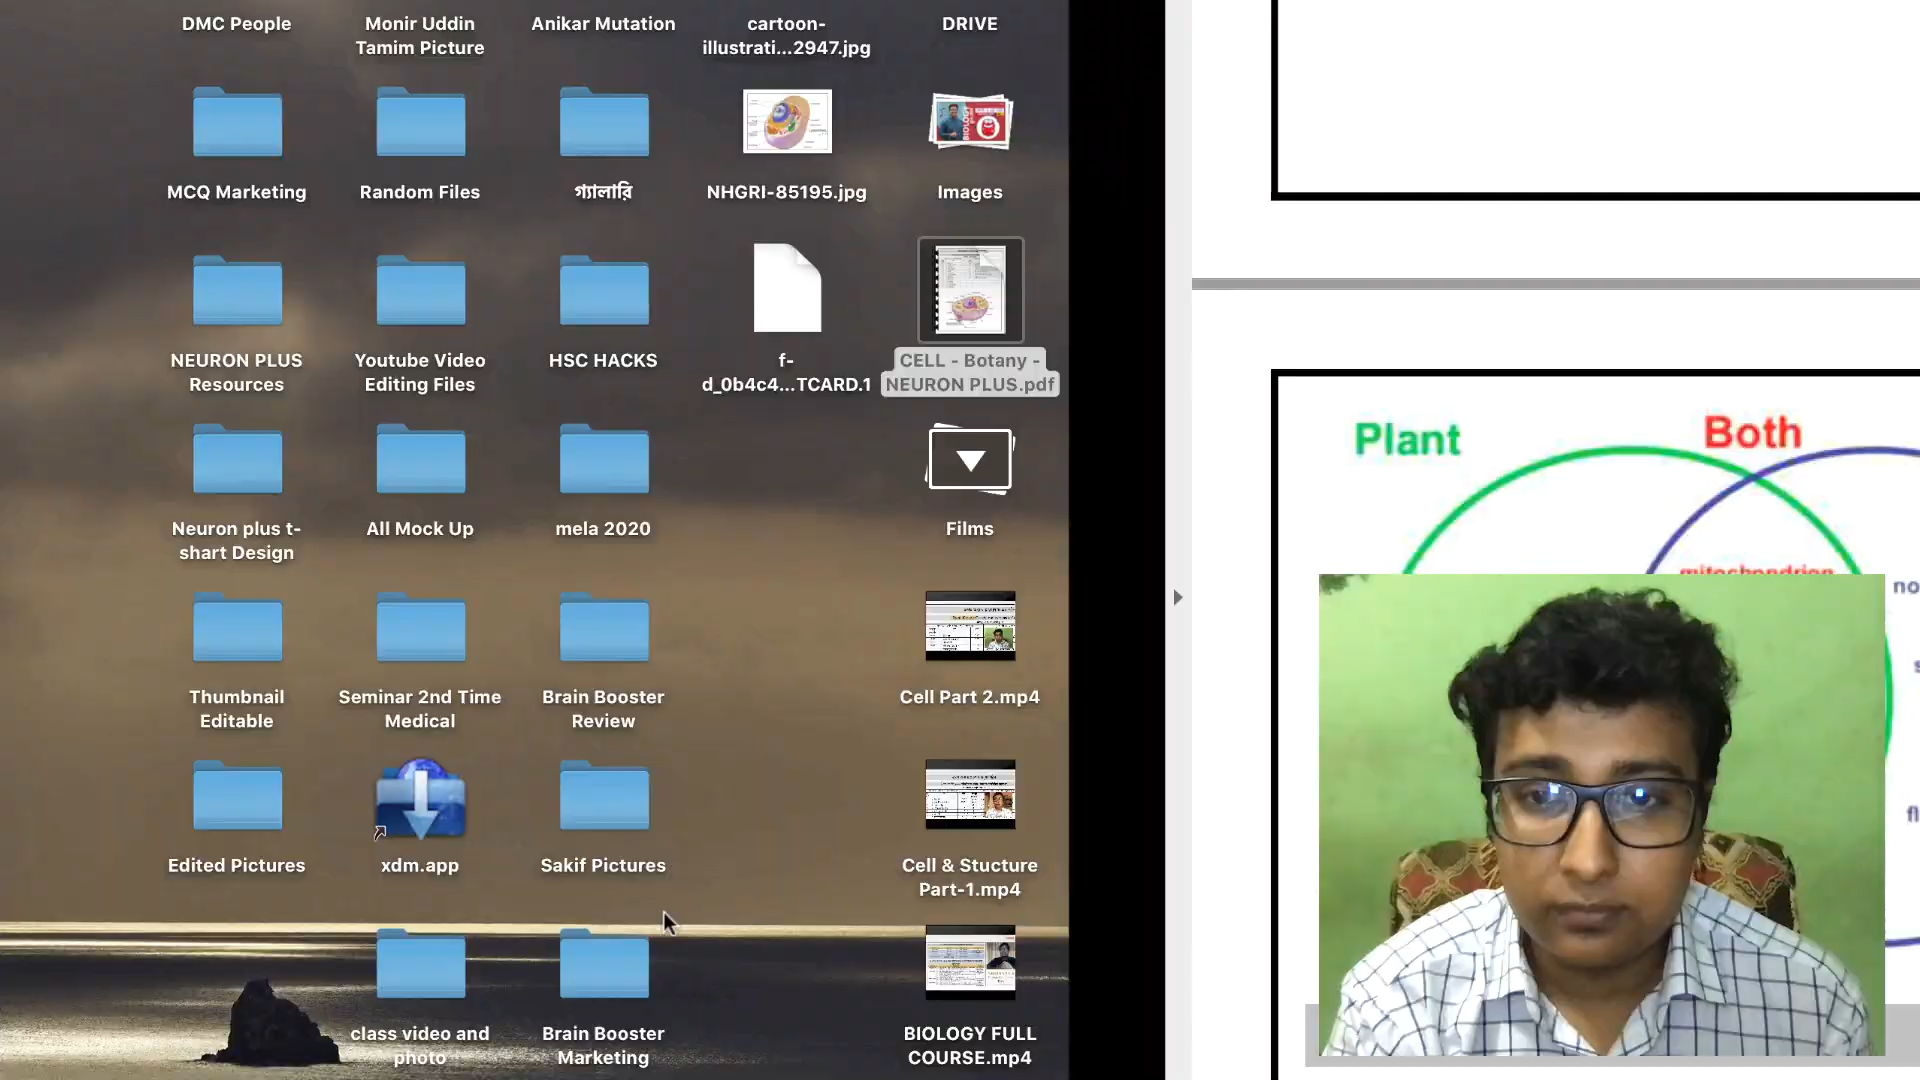 DMC People
Monir Uddin
Tamim Picture
Anikar Mutation
cartoon-
illustrati...2947.jpg
DRIVE
MCQ Marketing
Random Files
গ্যালারি
NHGRI-85195.jpg
Images
NEURON PLUS
Resources
Youtube Video
Editing Files
HSC HACKS
f-
d_0b4c4...TCARD.1
CELL - Botany -
NEURON PLUS.pdf
Neuron plus t-
shart Design
All Mock Up
mela 2020
Films
Thumbnail
Editable
Seminar 2nd Time
Medical
Brain Booster
Review
Cell Part 2.mp4
Edited Pictures
xdm.app
Sakif Pictures
Cell & Stucture
Part-1.mp4
class video and
photo
Brain Booster
Marketing
BIOLOGY FULL
COURSE.mp4
Plant
Both
mitochondrion
no